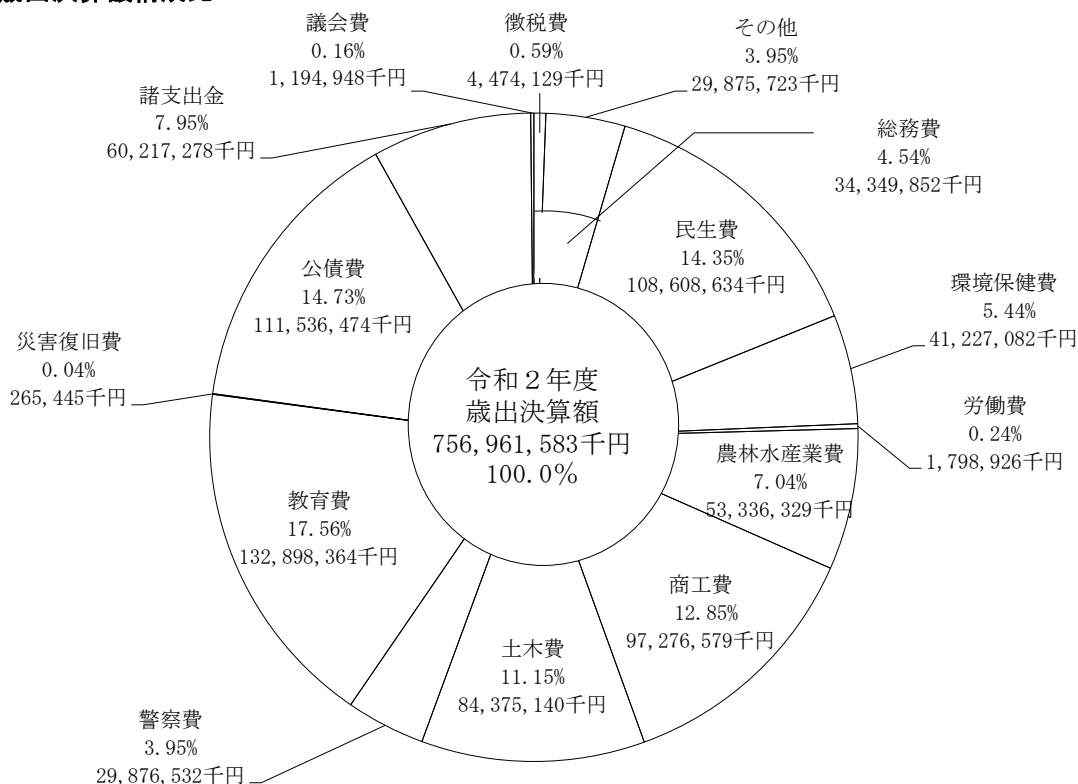 議会費
0.16%
1,194,948千円
徴税費
0.59%
4,474,129千円
その他
3.95%
29,875,723千円
総務費
4.54%
34,349,852千円
民生費
14.35%
108,608,634千円
環境保健費
5.44%
41,227,082千円
労働費
0.24%
1,798,926千円
農林水産業費
7.04%
53,336,329千円
商工費
12.85%
97,276,579千円
土木費
11.15%
84,375,140千円
警察費
3.95%
29,876,532千円
教育費
17.56%
132,898,364千円
災害復旧費
0.04%
265,445千円
公債費
14.73%
111,536,474千円
諸支出金
7.95%
60,217,278千円
令和2年度
歳出決算額
756,961,583千円
100.0%